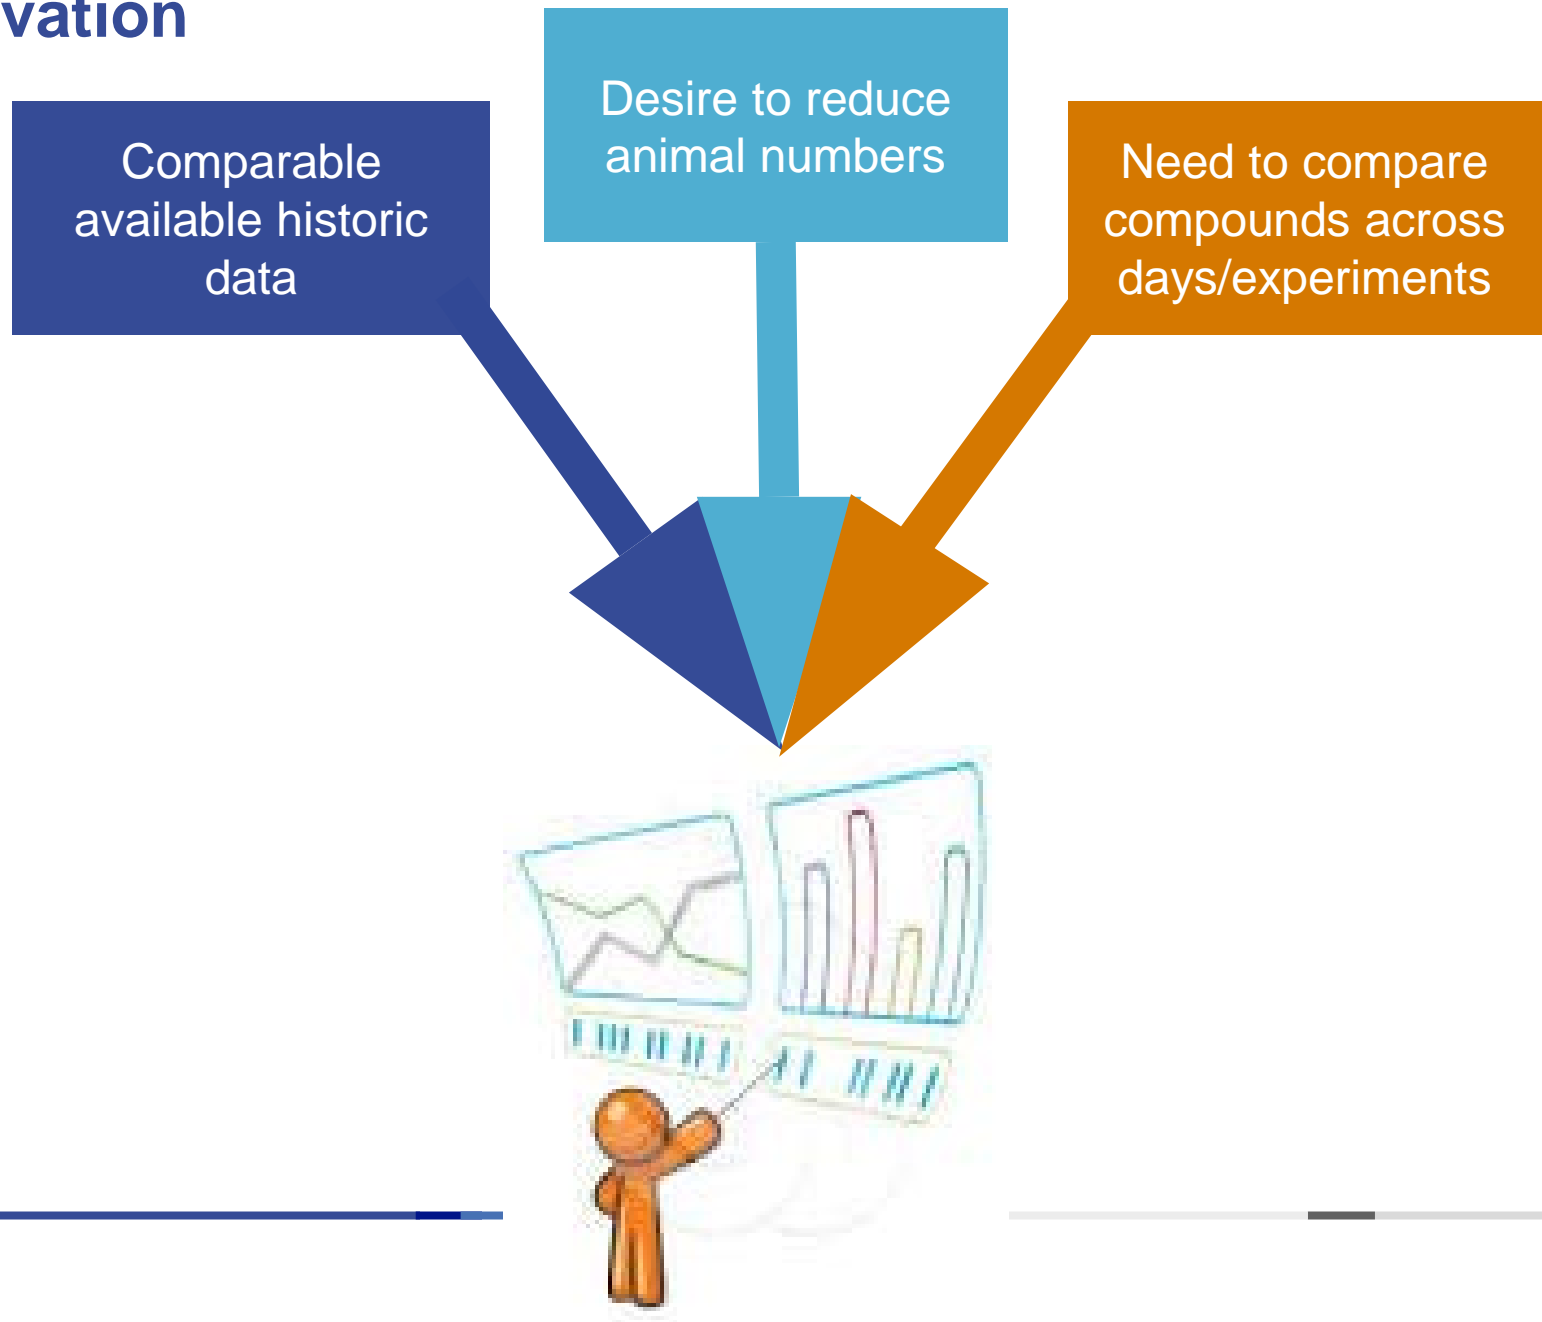 vation
Desire to reduce
animal numbers
Comparable
available historic
data
Need to compare
compounds across
days/experiments